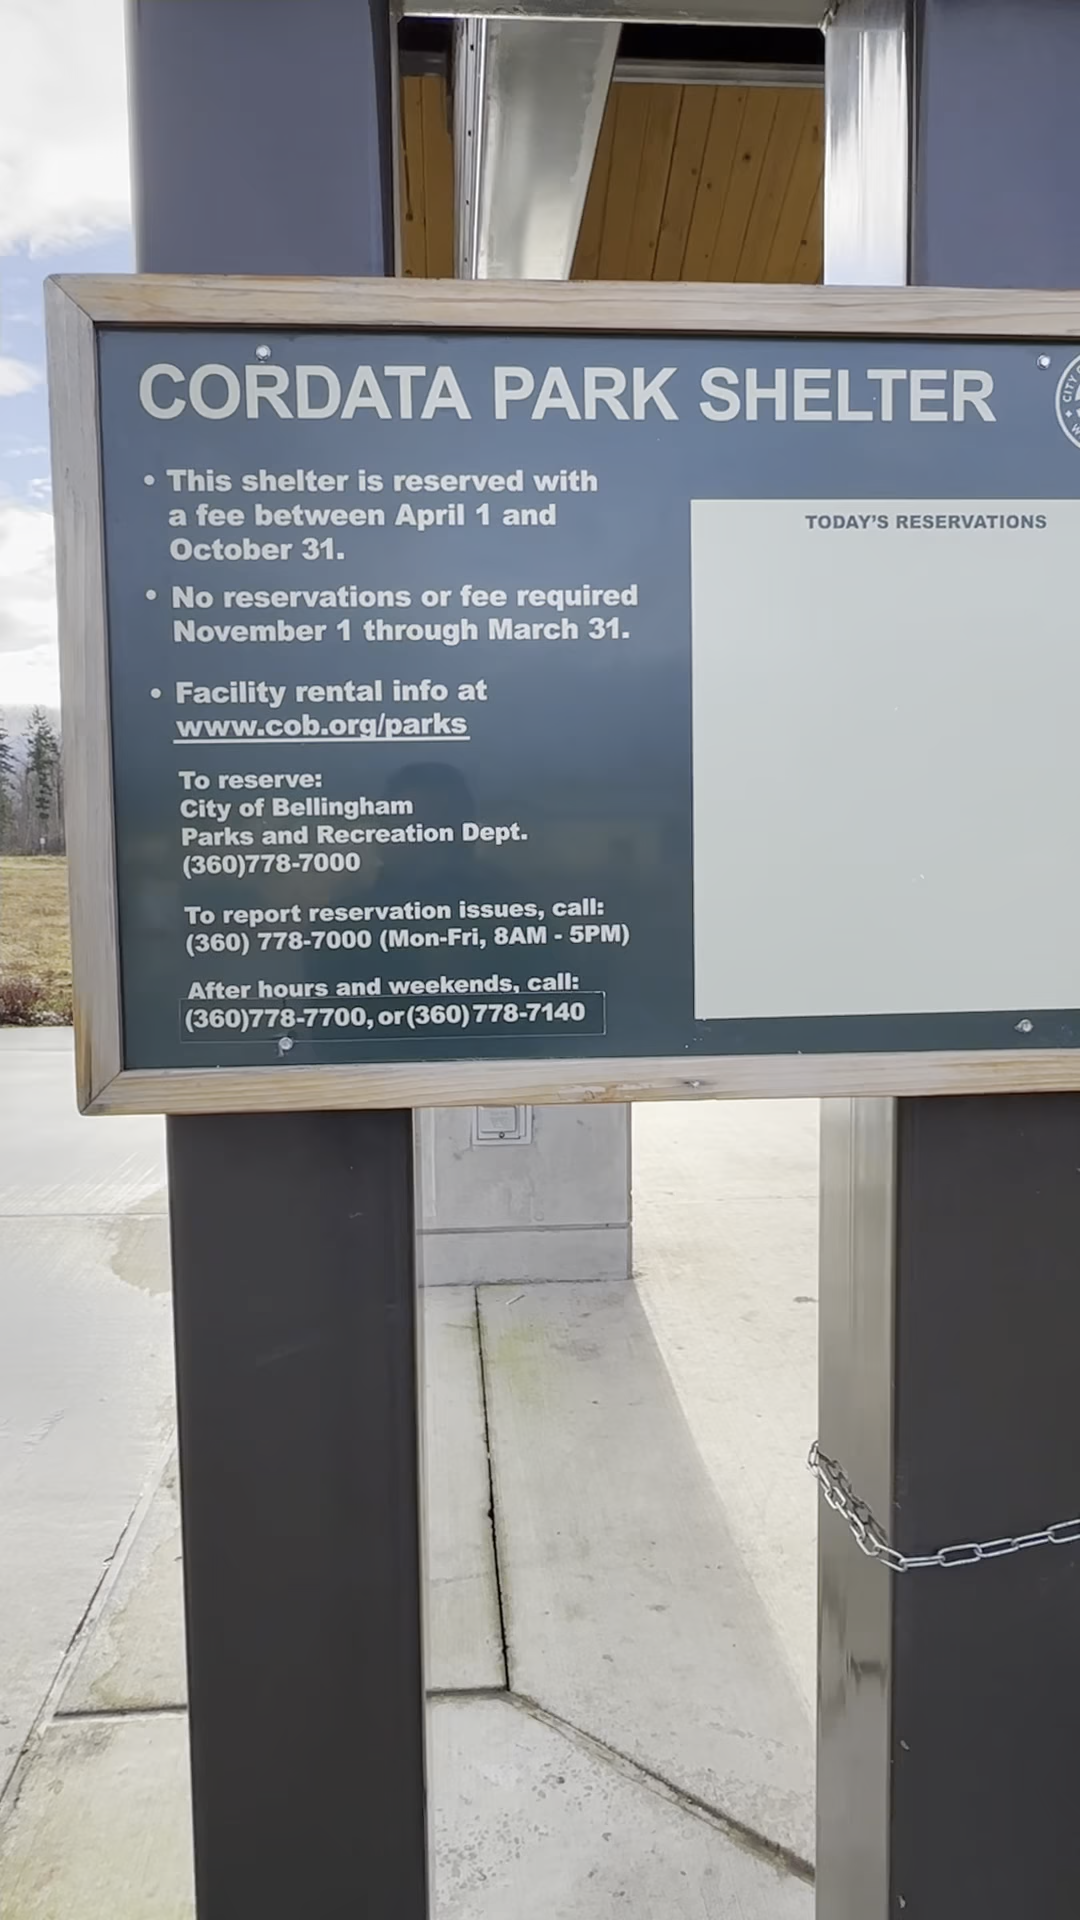 CORDATA PARK SHELTER
• This shelter is reserved with
a fee between April 1 and
October 31.
• No reservations or fee required
November 1 through March 31.
• Facility rental info at
www.cob.org/parks
To reserve:
City of Bellingham
Parks and Recreation Dept.
(360)778-7000
To report reservation issues, call:
(360) 778-7000 (Mon-Fri, 8AM - 5PM)
After hours and weekends, call:
(360)778-7700, or (360) 778-7140
TODAY'S RESERVATIONS
CITY